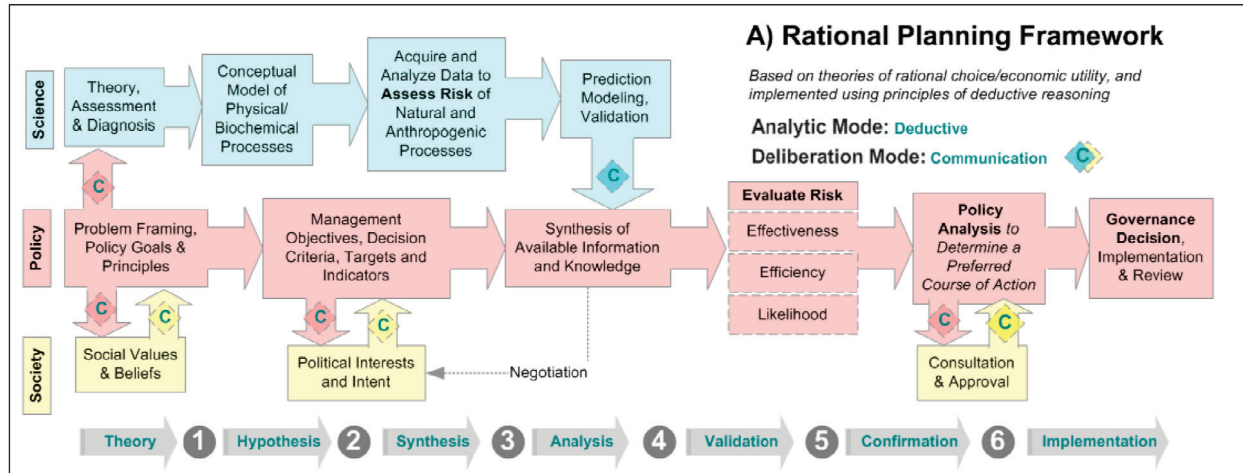 A) Rational Planning Framework
Based on theories of rational choice/economic utility, and
implemented using principles of deductive reasoning
Analytic Mode: Deductive
Deliberation Mode: Communication
C
Science
Theory,
Assessment
& Diagnosis
Conceptual
Model of
Physical/
Biochemical
Processes
Acquire and
Analyze Data to
Assess Risk of
Natural and
Anthropogenic
Processes
Prediction
Modeling,
Validation
C
C
Policy
Problem Framing,
Policy Goals &
Principles
Management
Objectives, Decision
Criteria, Targets and
Indicators
Synthesis of
Available Information
and Knowledge
Evaluate Risk
Effectiveness
Efficiency
Likelihood
Policy
Analysis to
Determine a
Preferred
Course of Action
Governance
Decision,
Implementation
& Review
C
C
C
C
C
C
Society
Social Values
& Beliefs
Political Interests
and Intent
Negotiation
Consultation
& Approval
Theory
1
Hypothesis
2
Synthesis
3
Analysis
4
Validation
5
Confirmation
6
Implementation